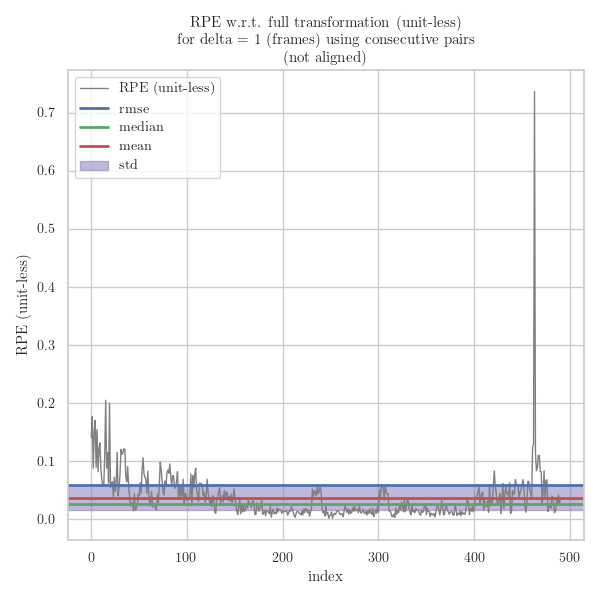 RPE w.r.t. full transformation (unit-less)
for delta = 1 (frames) using consecutive pairs
(not aligned)
RPE (unit-less)
rmse
median
mean
std
RPE (unit-less)
0.7
0.6
0.5
0.4
0.3
0.2
0.1
0.0
0 100 200 300 400 500
index